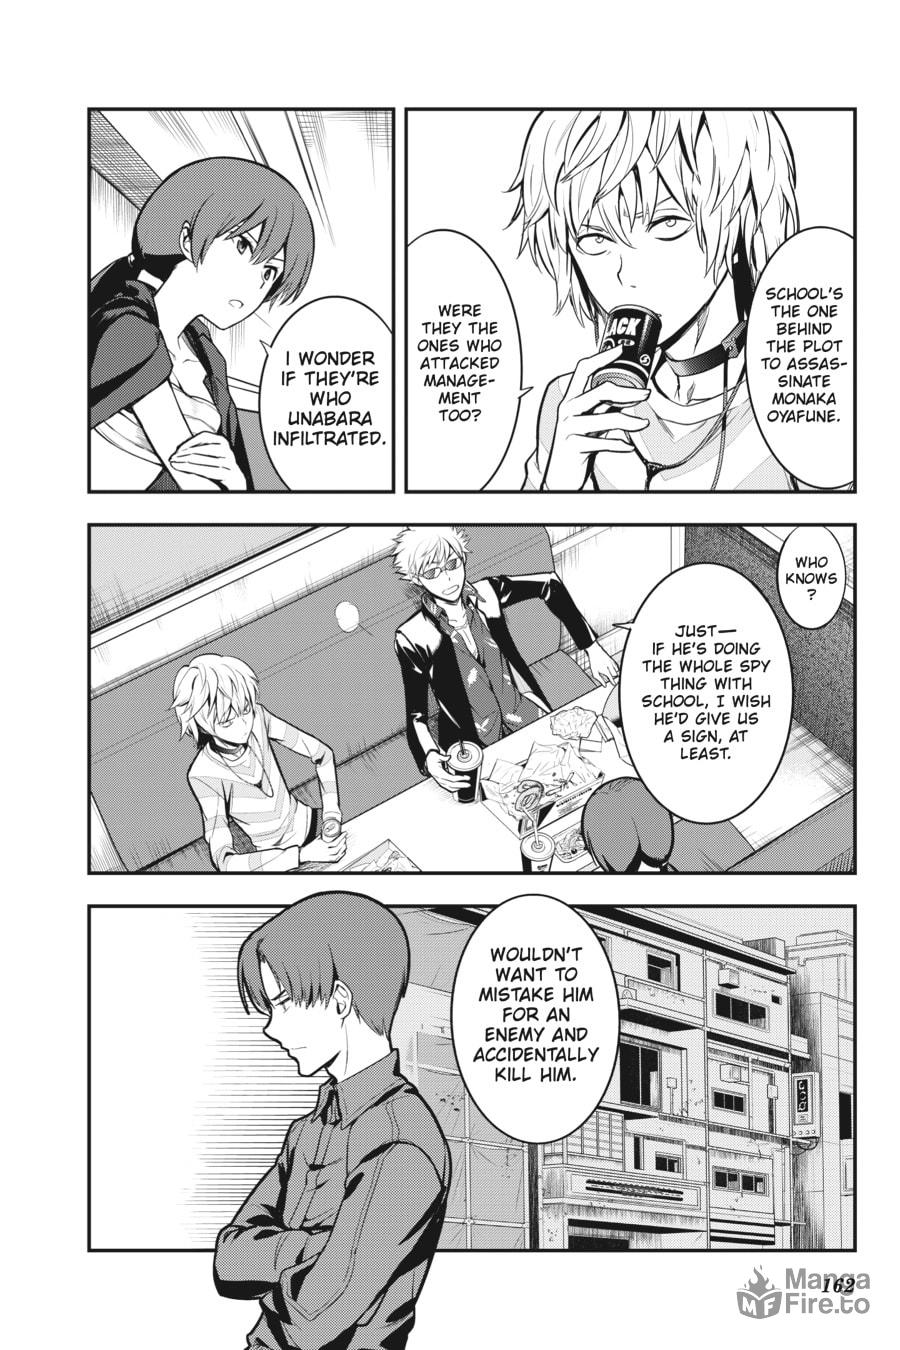 SCHOOL'S
THE ONE
BEHIND
THE PLOT
TO ASSAS-
SINATE
MONAKA
OYAFUNE.
WERE
THEY THE
ONES WHO
ATTACKED
MANAGE-
MENT
TOO?
BLACK
I WONDER
IF THEY'RE
WHO
UNABARA
INFILTRATED.
WHO
KNOWS
?
JUST—
IF HE'S DOING
THE WHOLE SPY
THING WITH
SCHOOL, I WISH
HE'D GIVE US
A SIGN, AT
LEAST.
WOULDN'T
WANT TO
MISTAKE HIM
FOR AN
ENEMY AND
ACCIDENTALLY
KILL HIM.
162
MF
Manga
Fire.to